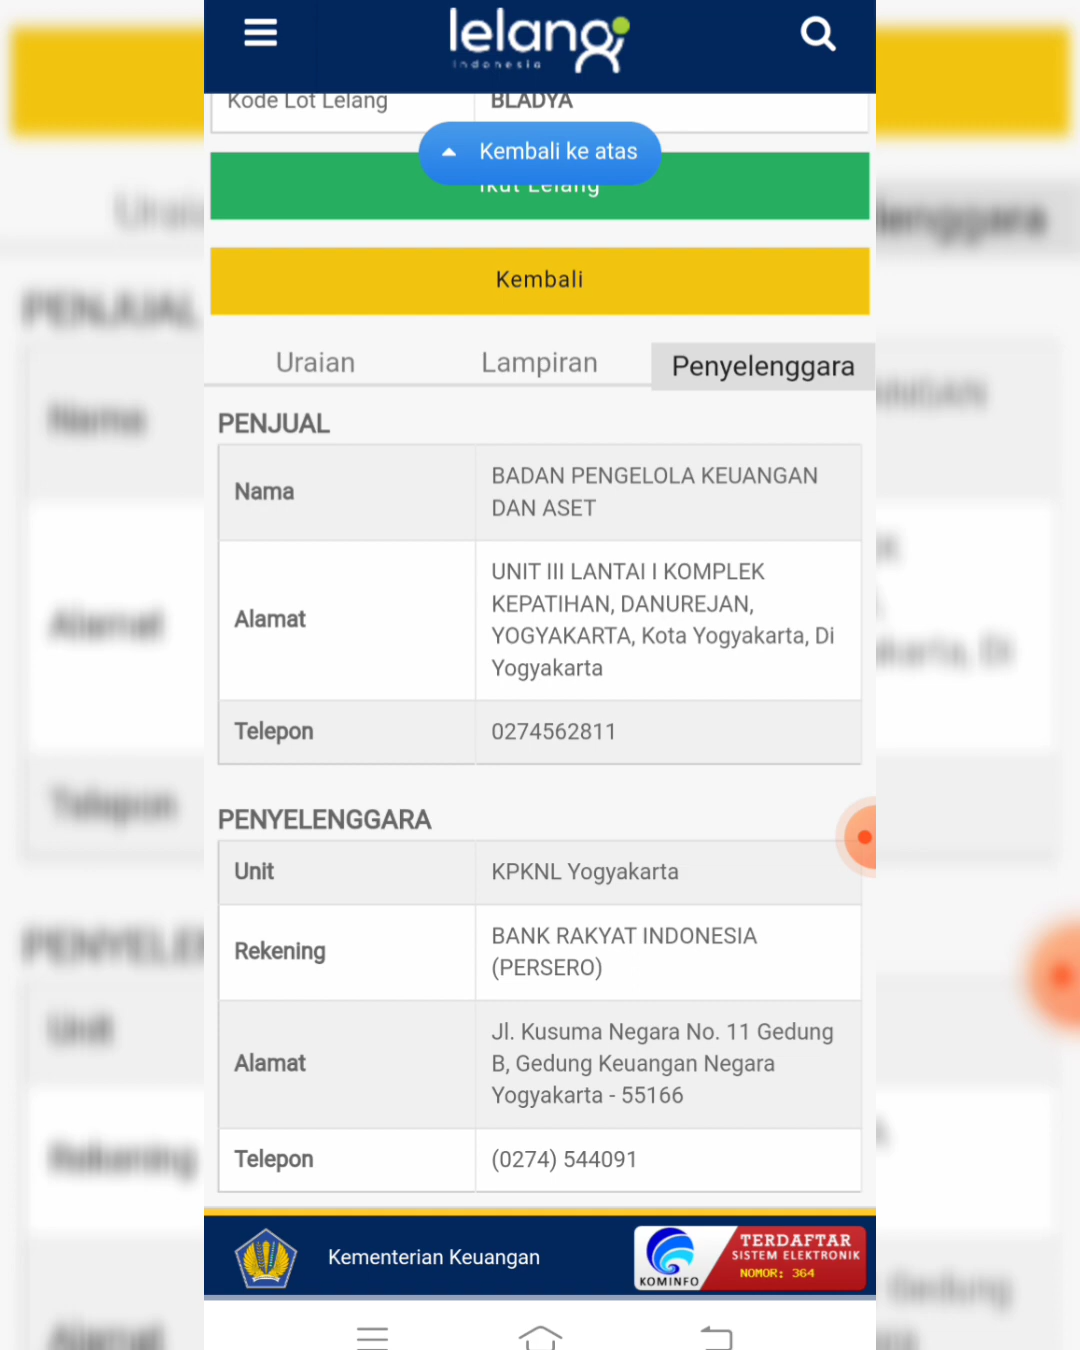 lelang
indonesia
Kode Lot Lelang BLADYA
Kembali ke atas
Ikut Lelang
Kembali
Uraian Lampiran Penyelenggara
PENJUAL
Nama BADAN PENGELOLA KEUANGAN
DAN ASET
Alamat UNIT III LANTAI I KOMPLEK
KEPATIHAN, DANUREJAN,
YOGYAKARTA, Kota Yogyakarta, Di
Yogyakarta
Telepon 0274562811
PENYELENGGARA
Unit KPKNL Yogyakarta
Rekening BANK RAKYAT INDONESIA
(PERSERO)
Alamat Jl. Kusuma Negara No. 11 Gedung
B, Gedung Keuangan Negara
Yogyakarta - 55166
Telepon (0274) 544091
Kementerian Keuangan
KOMINFO
TERDAFTAR
SISTEM ELEKTRONIK
NOMOR: 364